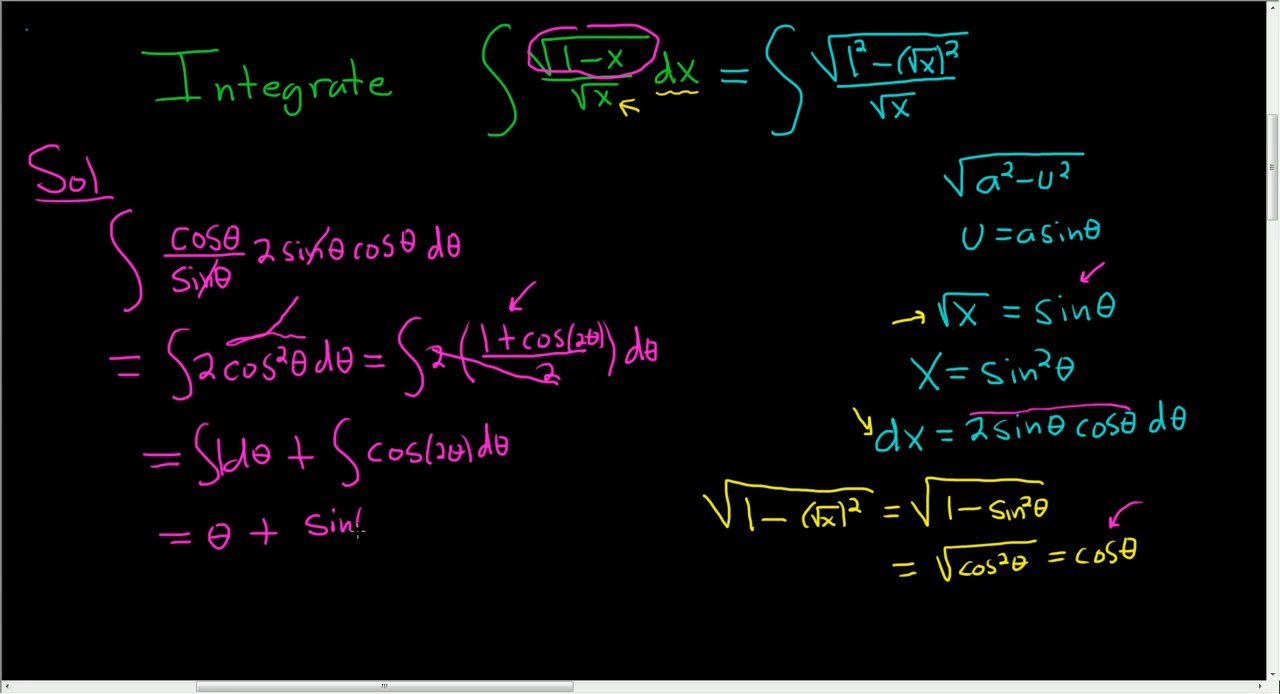 Integrate ∫ √(1-x)/√x dx = ∫ √(1²-(√x)²)/√x
Sol
∫ cosθ/sinθ 2 sinθ cosθ dθ
= ∫ 2 cos²θ dθ = ∫ 2 ((1+cos(2θ))/2) dθ
= ∫ 1dθ + ∫ cos(2θ) dθ
= θ + sin(
√(a²-u²)
u = a sinθ
→ √x = sinθ
x = sin²θ
dx = 2 sinθ cosθ dθ
√(1-(√x)²) = √(1-sin²θ)
= √(cos²θ) = cosθ